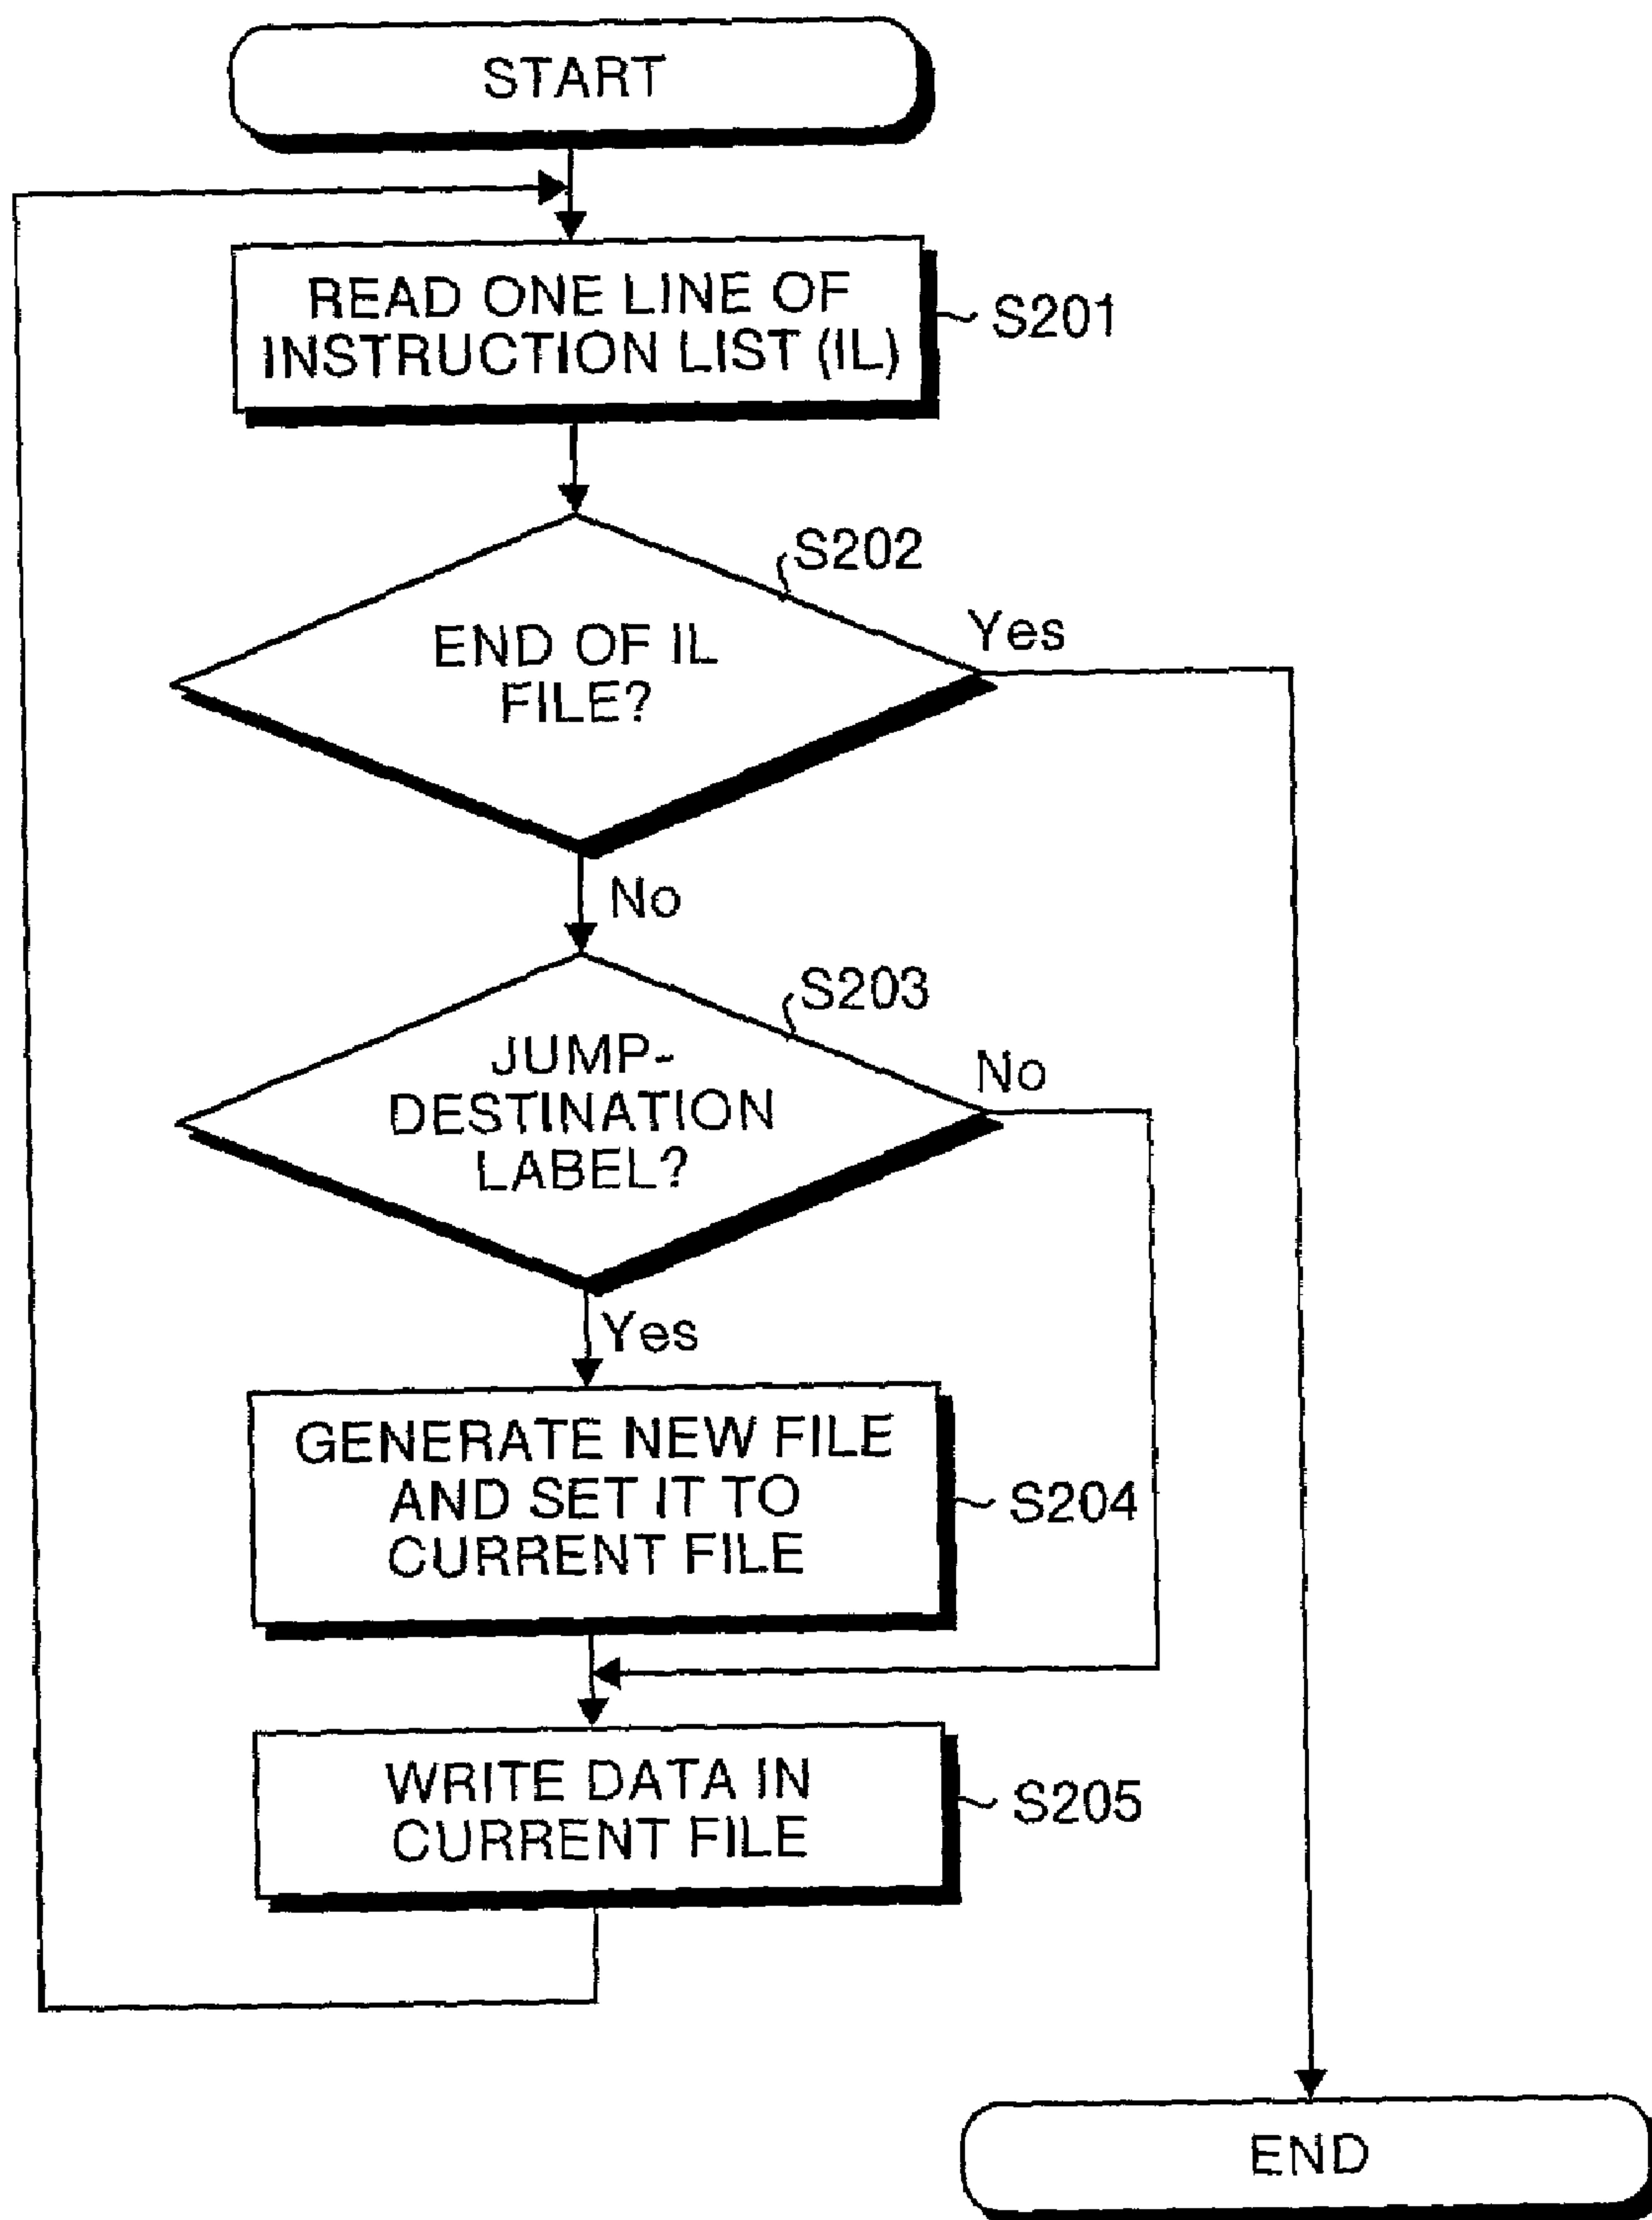 START
READ ONE LINE OF
INSTRUCTION LIST (IL)
S201
S202
END OF IL
FILE?
Yes
No
S203
JUMP-
DESTINATION
LABEL?
No
Yes
GENERATE NEW FILE
AND SET IT TO
CURRENT FILE
S204
WRITE DATA IN
CURRENT FILE
S205
END